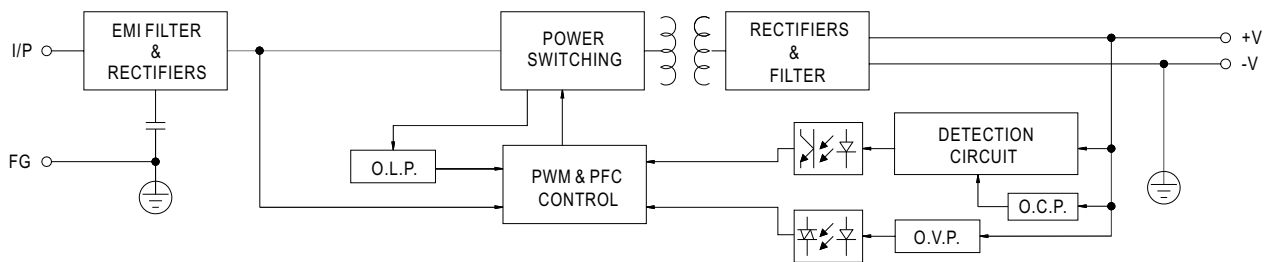 I/P
EMI FILTER
&
RECTIFIERS
POWER
SWITCHING
RECTIFIERS
&
FILTER
+V
-V
FG
O.L.P.
PWM & PFC
CONTROL
DETECTION
CIRCUIT
O.C.P.
O.V.P.